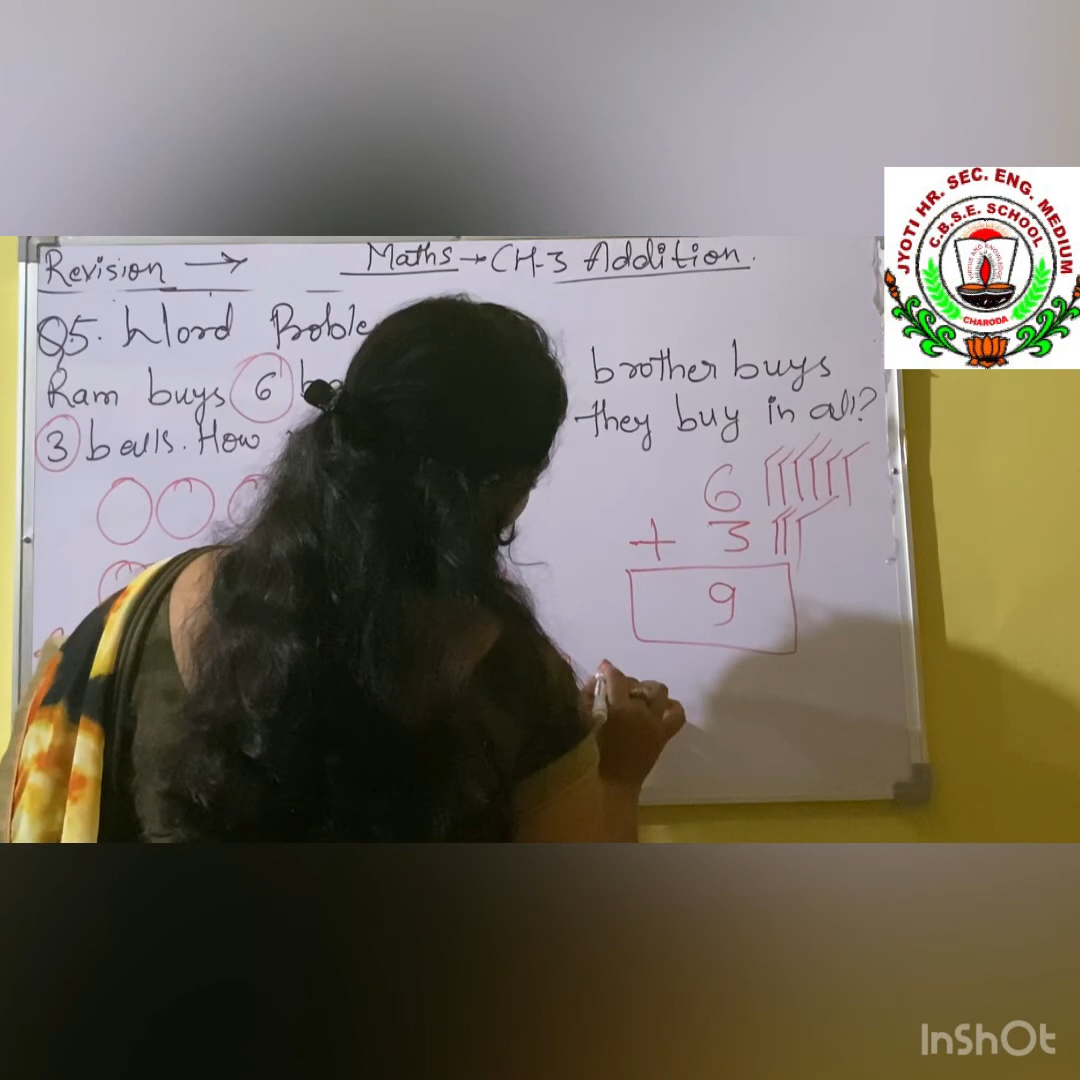 Revision → Maths → CH-3 Addition.
Q5. Word Proble
Ram buys 6 brother buys
3 balls. How they buy in all?
6
+ 3
9
JYOTI HR. SEC. ENG. MEDIUM
C.B.S.E. SCHOOL
CHARODA
InShOt